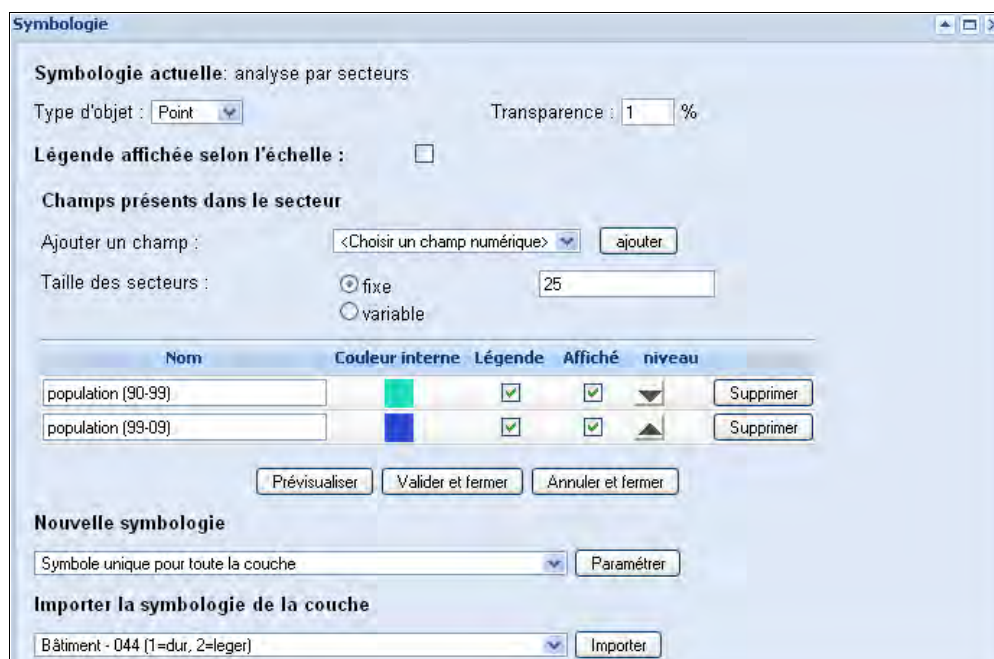 Symbologie
Symbologie actuelle: analyse par secteurs
Type d'objet : Point Transparence : 1 %
Légende affichée selon l'échelle :
Champs présents dans le secteur
Ajouter un champ : <Choisir un champ numérique> ajouter
Taille des secteurs : fixe 25
variable
Nom Couleur interne Légende Affiché niveau
population (90-99) Supprimer
population (99-09) Supprimer
Prévisualiser Valider et fermer Annuler et fermer
Nouvelle symbologie
Symbole unique pour toute la couche Paramétrer
Importer la symbologie de la couche
Bâtiment - 044 (1=dur, 2=leger) Importer